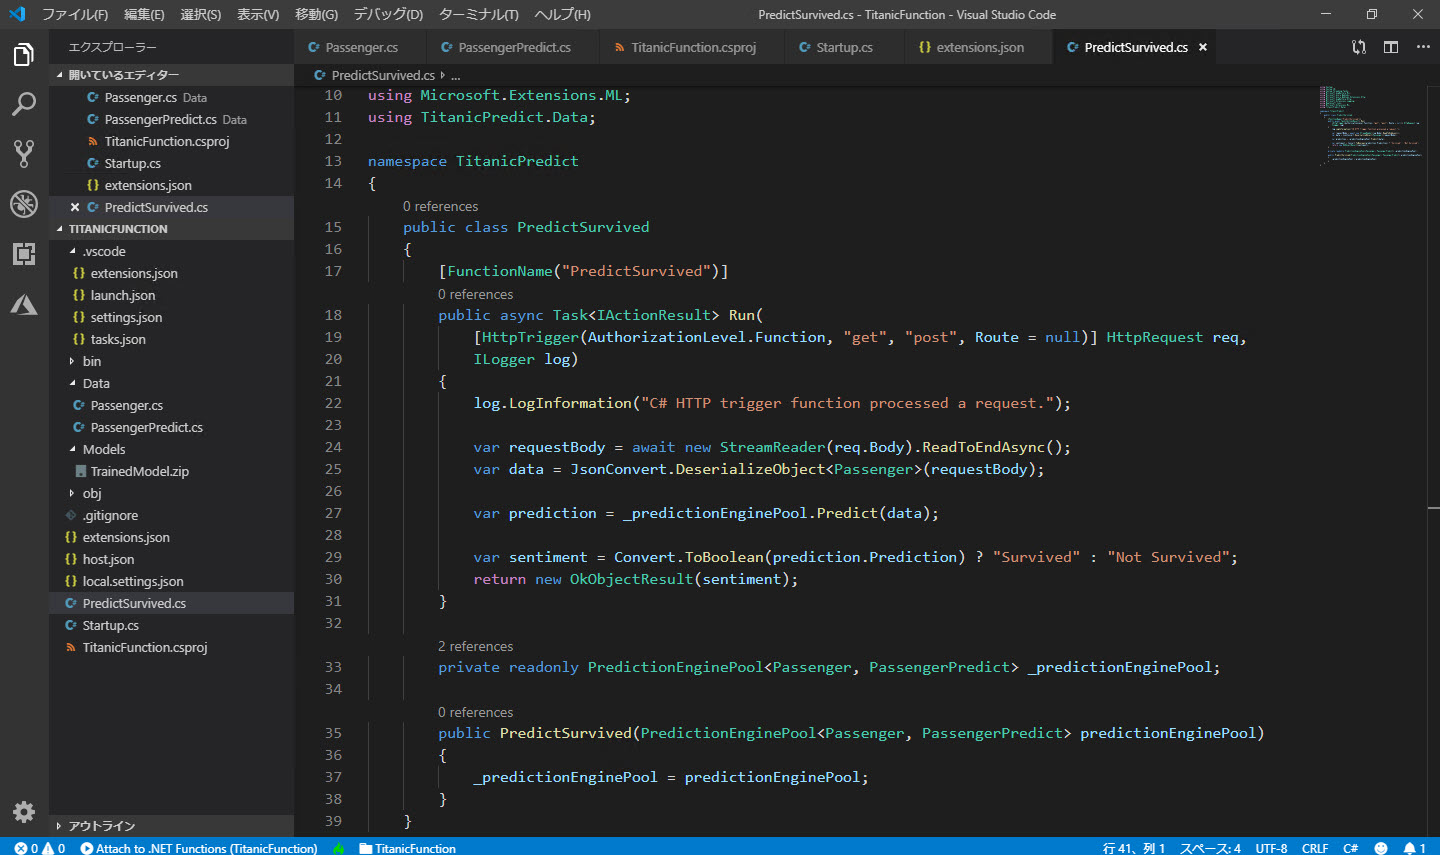 ファイル(F) 編集(E) 選択(S) 表示(V) 移動(G) デバッグ(D) ターミナル(T) ヘルプ(H) PredictSurvived.cs - TitanicFunction - Visual Studio Code
エクスプローラー
開いているエディター
Passenger.cs Data
PassengerPredict.cs Data
TitanicFunction.csproj
Startup.cs
extensions.json
PredictSurvived.cs
TITANICFUNCTION
.vscode
extensions.json
launch.json
settings.json
tasks.json
bin
Data
Passenger.cs
PassengerPredict.cs
Models
TrainedModel.zip
obj
.gitignore
extensions.json
host.json
local.settings.json
PredictSurvived.cs
Startup.cs
TitanicFunction.csproj
アウトライン
Passenger.cs PassengerPredict.cs TitanicFunction.csproj Startup.cs extensions.json PredictSurvived.cs
PredictSurvived.cs ...
10 using Microsoft.Extensions.ML;
11 using TitanicPredict.Data;
12
13 namespace TitanicPredict
14 {
0 references
15 public class PredictSurvived
16 {
17 [FunctionName("PredictSurvived")]
0 references
18 public async Task<IActionResult> Run(
19 [HttpTrigger(AuthorizationLevel.Function, "get", "post", Route = null)] HttpRequest req,
20 ILogger log)
21 {
22 log.LogInformation("C# HTTP trigger function processed a request.");
23
24 var requestBody = await new StreamReader(req.Body).ReadToEndAsync();
25 var data = JsonConvert.DeserializeObject<Passenger>(requestBody);
26
27 var prediction = _predictionEnginePool.Predict(data);
28
29 var sentiment = Convert.ToBoolean(prediction.Prediction) ? "Survived" : "Not Survived";
30 return new OkObjectResult(sentiment);
31 }
32
2 references
33 private readonly PredictionEnginePool<Passenger, PassengerPredict> _predictionEnginePool;
34
0 references
35 public PredictSurvived(PredictionEnginePool<Passenger, PassengerPredict> predictionEnginePool)
36 {
37 _predictionEnginePool = predictionEnginePool;
38 }
39 }
0 0 Attach to .NET Functions (TitanicFunction) TitanicFunction 行 41、列 1 スペース: 4 UTF-8 CRLF C# 1